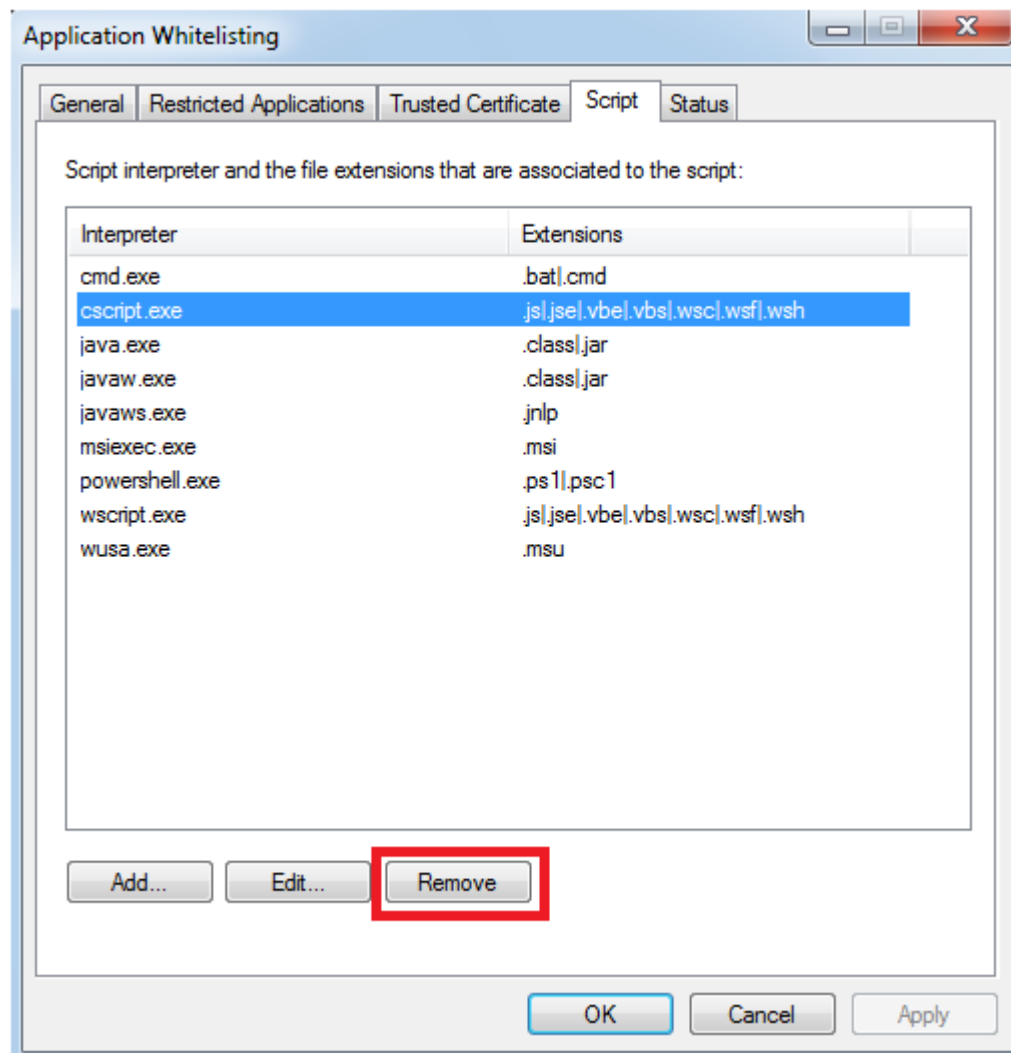 Application Whitelisting
General Restricted Applications Trusted Certificate Script Status
Script interpreter and the file extensions that are associated to the script:
Interpreter Extensions
cmd.exe .bat|.cmd
cscript.exe .js|.jse|.vbe|.vbs|.wsc|.wsf|.wsh
java.exe .class|.jar
javaw.exe .class|.jar
javaws.exe .jnlp
msiexec.exe .msi
powershell.exe .ps1|.psc1
wscript.exe .js|.jse|.vbe|.vbs|.wsc|.wsf|.wsh
wusa.exe .msu
Add... Edit... Remove
OK Cancel Apply